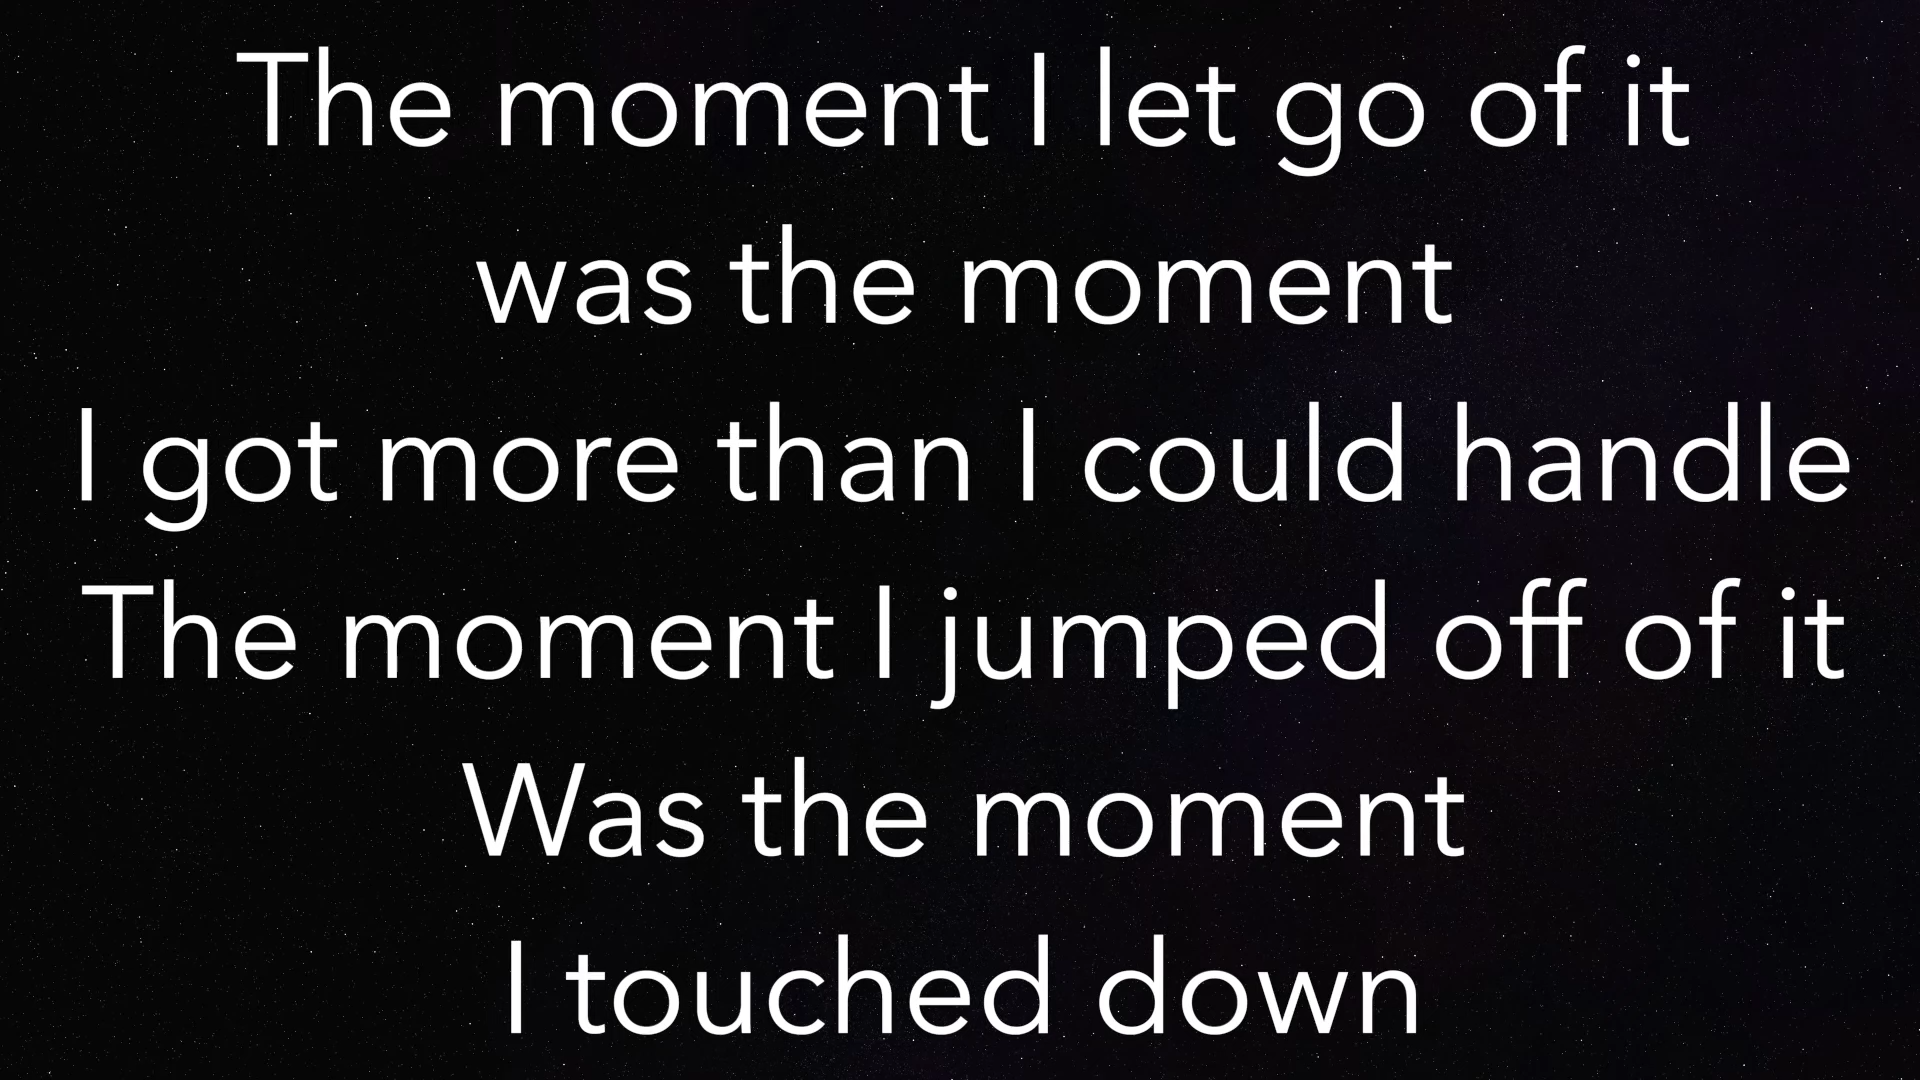 The moment I let go of it
was the moment
I got more than I could handle
The moment I jumped off of it
Was the moment
I touched down